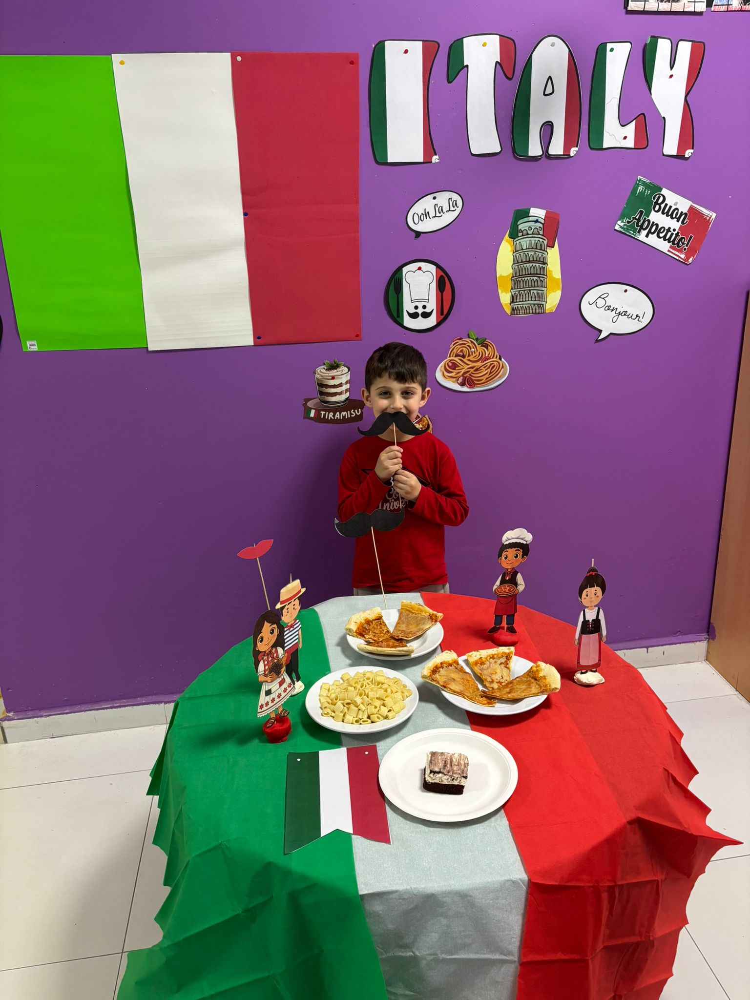 ITALY
Ooh La La
Buon
Appetito!
Bonjour!
TIRAMISU